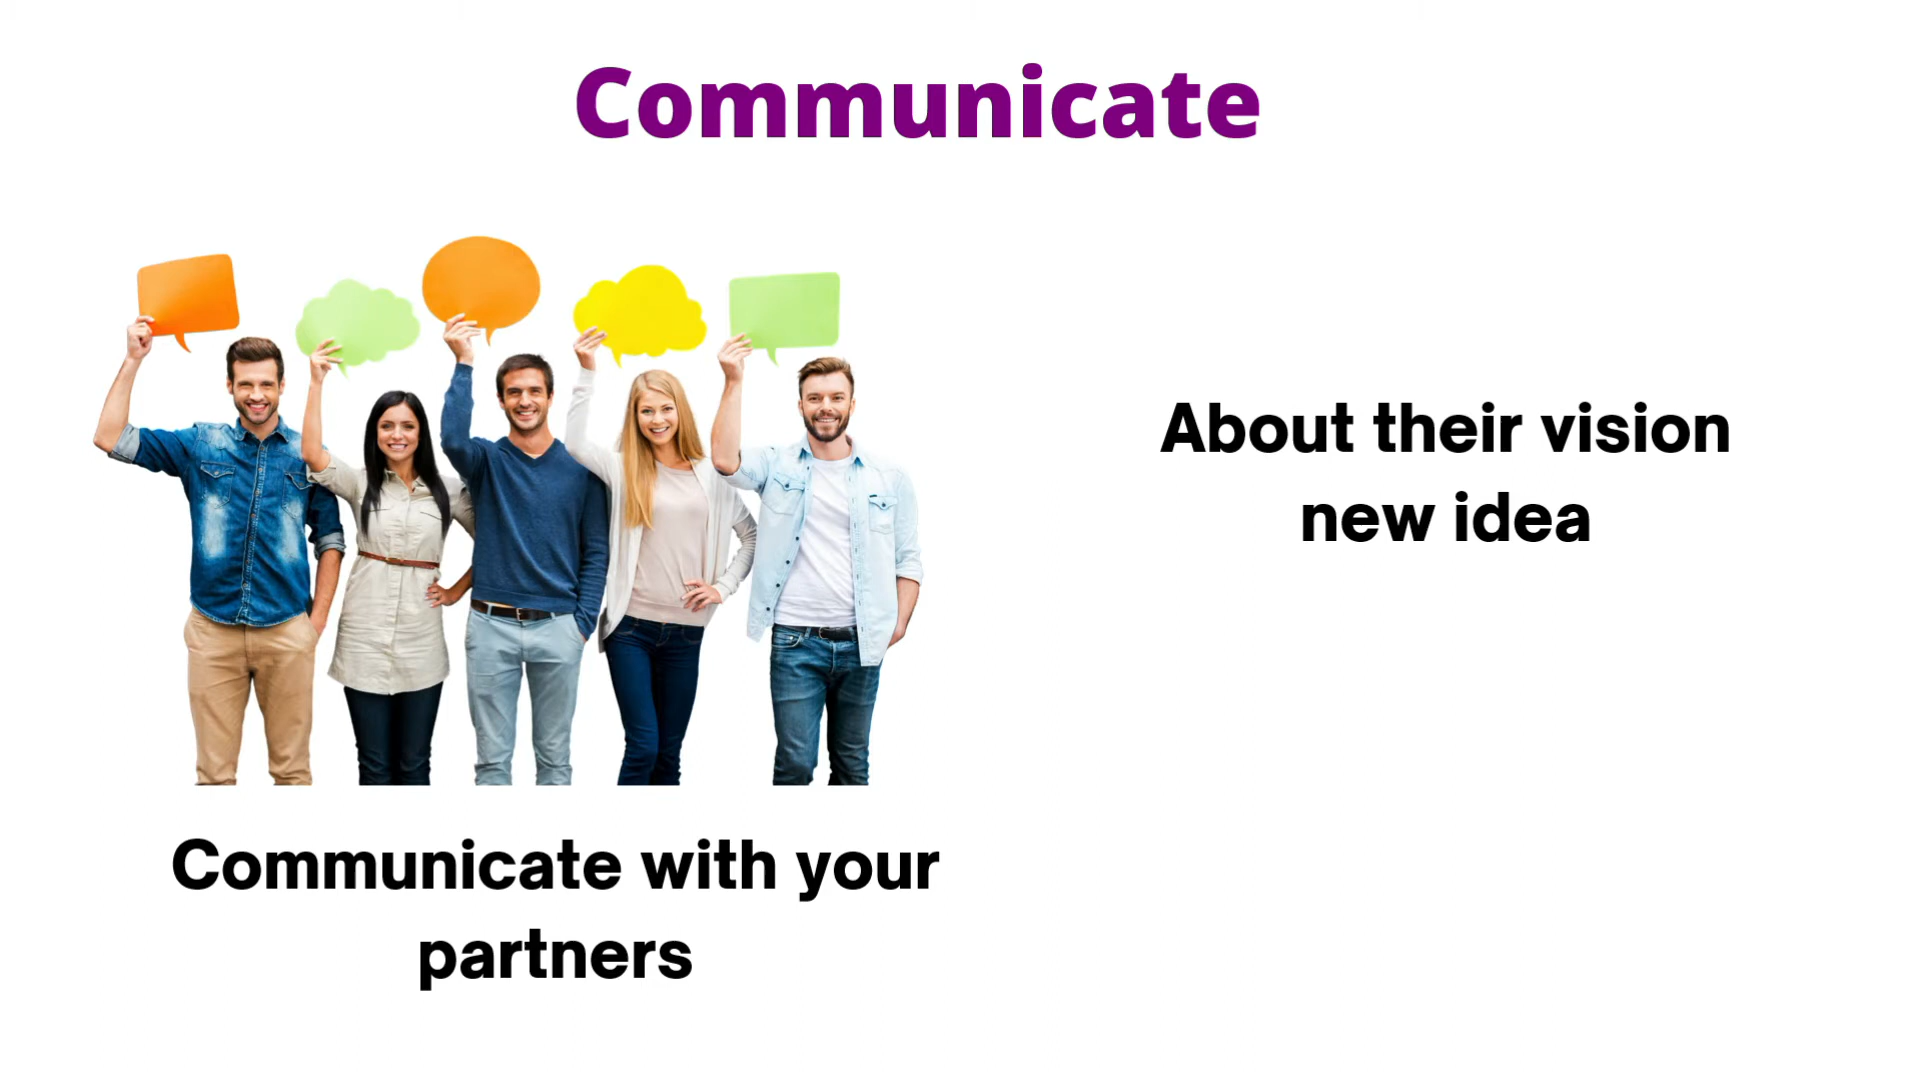 Communicate
About their vision
new idea
Communicate with your
partners